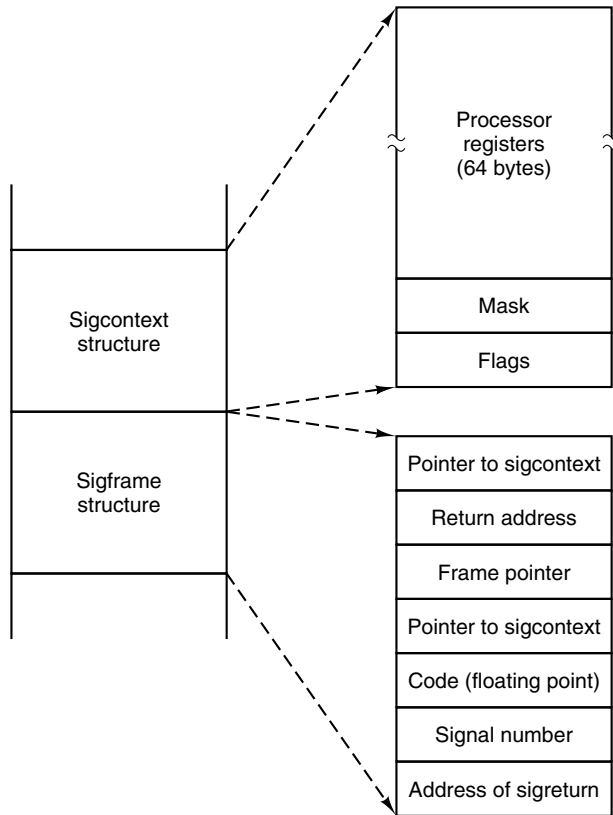 Processor
registers
(64 bytes)
Mask
Flags
Sigcontext
structure
Sigframe
structure
Pointer to sigcontext
Return address
Frame pointer
Pointer to sigcontext
Code (floating point)
Signal number
Address of sigreturn